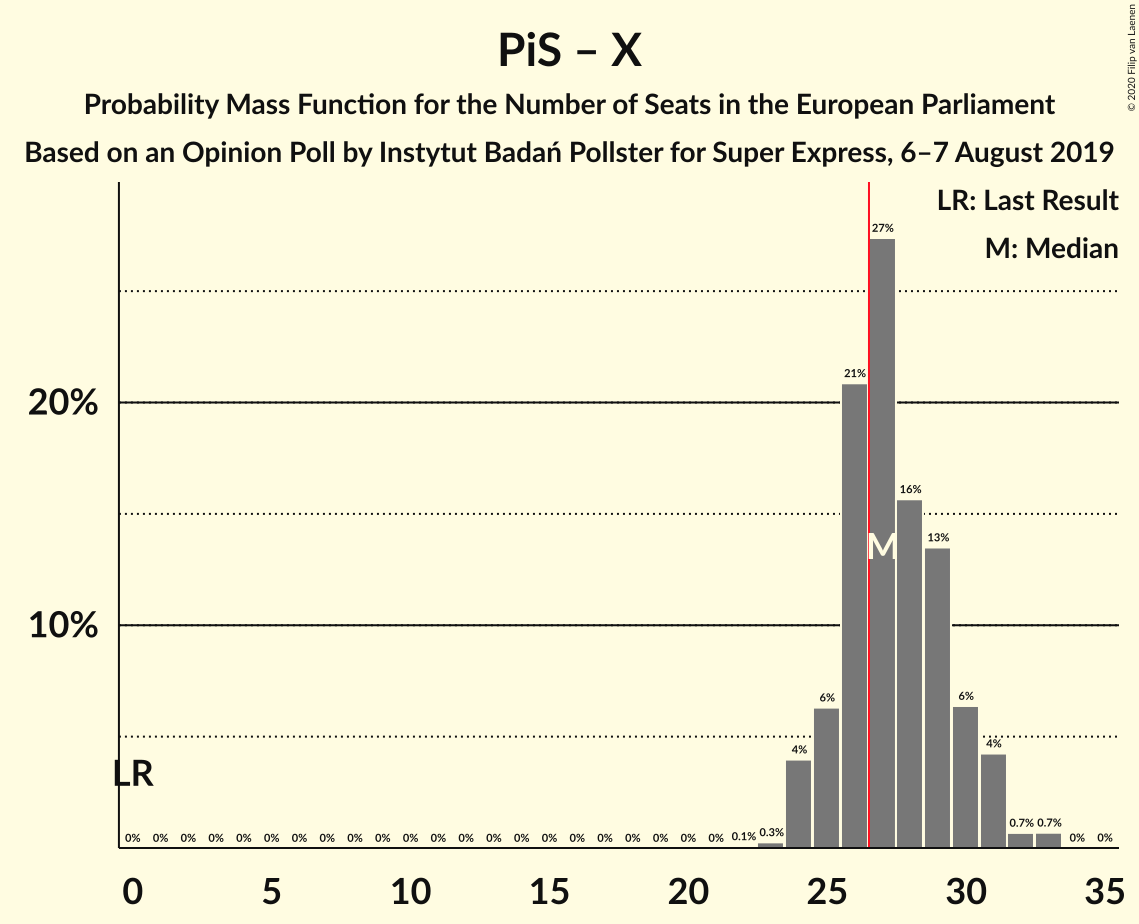 PiS – X
Probability Mass Function for the Number of Seats in the European Parliament
Based on an Opinion Poll by Instytut Badań Pollster for Super Express, 6–7 August 2019
© 2020 Filip van Laenen
LR: Last Result
M: Median
27%
21%
20%
16%
13%
M
10%
6%
6%
4%
4%
LR
0% 0% 0% 0% 0% 0% 0% 0% 0% 0% 0% 0% 0% 0% 0% 0% 0% 0% 0% 0% 0% 0% 0.1% 0.3% 0.7% 0.7% 0% 0%
0 5 10 15 20 25 30 35